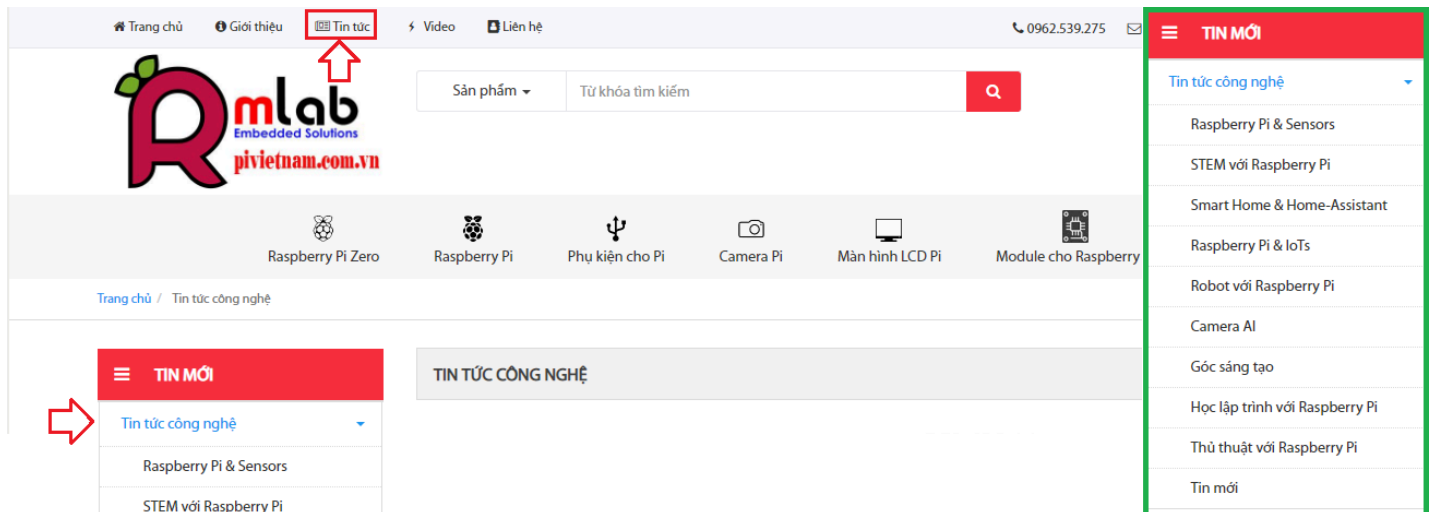 Trang chủ Giới thiệu Tin tức Video Liên hệ 0962.539.275
mlab
Embedded Solutions
pivietnam.com.vn
Sản phẩm Từ khóa tìm kiếm
Raspberry Pi Zero Raspberry Pi Phụ kiện cho Pi Camera Pi Màn hình LCD Pi Module cho Raspberry
Trang chủ / Tin tức công nghệ
TIN MỚI
Tin tức công nghệ
Raspberry Pi & Sensors
STEM với Raspberry Pi
TIN TỨC CÔNG NGHỆ
TIN MỚI
Tin tức công nghệ
Raspberry Pi & Sensors
STEM với Raspberry Pi
Smart Home & Home-Assistant
Raspberry Pi & IoTs
Robot với Raspberry Pi
Camera AI
Góc sáng tạo
Học lập trình với Raspberry Pi
Thủ thuật với Raspberry Pi
Tin mới